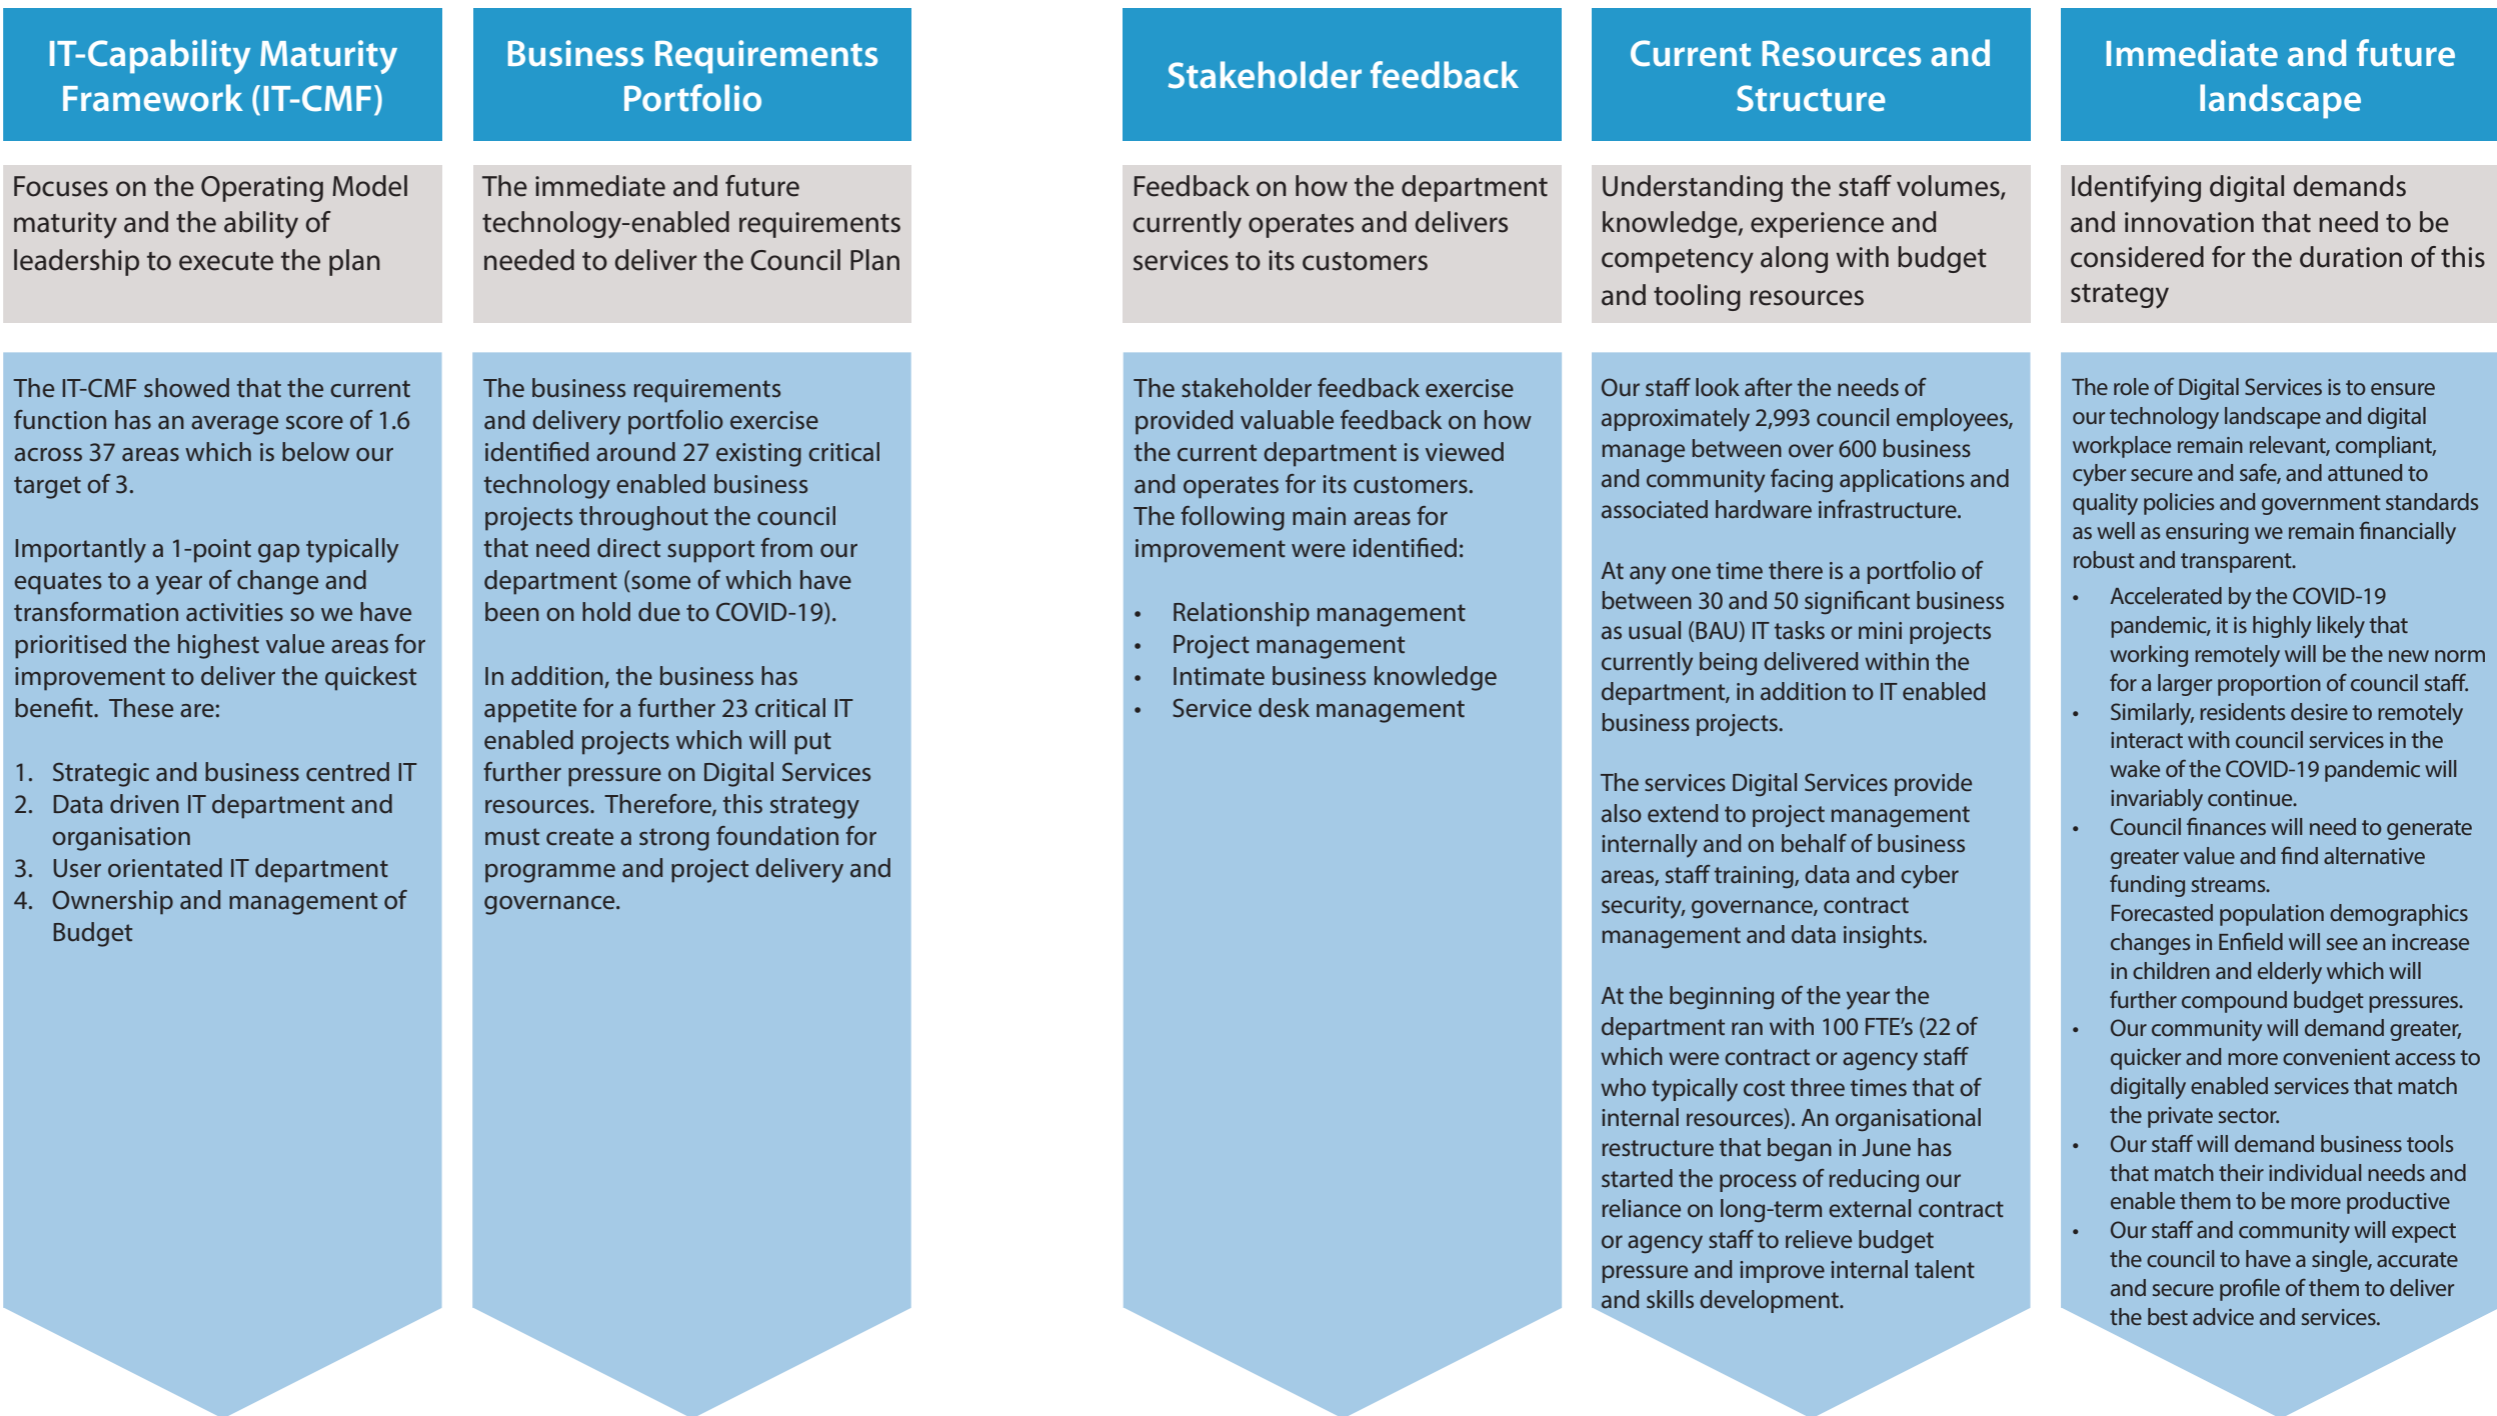 IT-Capability Maturity
Framework (IT-CMF)
Focuses on the Operating Model
maturity and the ability of
leadership to execute the plan
The IT-CMF showed that the current
function has an average score of 1.6
across 37 areas which is below our
target of 3.
Importantly a 1-point gap typically
equates to a year of change and
transformation activities so we have
prioritised the highest value areas for
improvement to deliver the quickest
benefit.  These are:
1. Strategic and business centred IT
2. Data driven IT department and
organisation
3. User orientated IT department
4. Ownership and management of
Budget
Business Requirements
Portfolio
The immediate and future
technology-enabled requirements
needed to deliver the Council Plan
The business requirements
and delivery portfolio exercise
identified around 27 existing critical
technology enabled business
projects throughout the council
that need direct support from our
department (some of which have
been on hold due to COVID-19).
In addition, the business has
appetite for a further 23 critical IT
enabled projects which will put
further pressure on Digital Services
resources.  Therefore, this strategy
must create a strong foundation for
programme and project delivery and
governance.
Stakeholder feedback
Feedback on how the department
currently operates and delivers
services to its customers
The stakeholder feedback exercise
provided valuable feedback on how
the current department is viewed
and operates for its customers.
The following main areas for
improvement were identified:
• Relationship management
• Project management
• Intimate business knowledge
• Service desk management
Current Resources and
Structure
Understanding the staff volumes,
knowledge, experience and
competency along with budget
and tooling resources
Our staff look after the needs of
approximately 2,993 council employees,
manage between over 600 business
and community facing applications and
associated hardware infrastructure.
At any one time there is a portfolio of
between 30 and 50 significant business
as usual (BAU) IT tasks or mini projects
currently being delivered within the
department, in addition to IT enabled
business projects.
The services Digital Services provide
also extend to project management
internally and on behalf of business
areas, staff training, data and cyber
security, governance, contract
management and data insights.
At the beginning of the year the
department ran with 100 FTE's (22 of
which were contract or agency staff
who typically cost three times that of
internal resources). An organisational
restructure that began in June has
started the process of reducing our
reliance on long-term external contract
or agency staff to relieve budget
pressure and improve internal talent
and skills development.
Immediate and future
landscape
Identifying digital demands
and innovation that need to be
considered for the duration of this
strategy
The role of Digital Services is to ensure
our technology landscape and digital
workplace remain relevant, compliant,
cyber secure and safe, and attuned to
quality policies and government standards
as well as ensuring we remain financially
robust and transparent.
• Accelerated by the COVID-19
pandemic, it is highly likely that
working remotely will be the new norm
for a larger proportion of council staff.
• Similarly, residents desire to remotely
interact with council services in the
wake of the COVID-19 pandemic will
invariably continue.
• Council finances will need to generate
greater value and find alternative
funding streams.
Forecasted population demographics
changes in Enfield will see an increase
in children and elderly which will
further compound budget pressures.
• Our community will demand greater,
quicker and more convenient access to
digitally enabled services that match
the private sector.
• Our staff will demand business tools
that match their individual needs and
enable them to be more productive
• Our staff and community will expect
the council to have a single, accurate
and secure profile of them to deliver
the best advice and services.